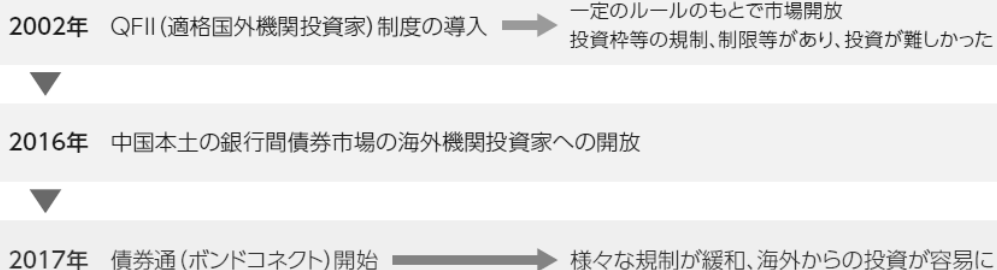 2002年 QFII（適格国外機関投資家）制度の導入
一定のルールのもとで市場開放
投資枠等の規制、制限等があり、投資が難しかった
2016年 中国本土の銀行間債券市場の海外機関投資家への開放
2017年 債券通（ボンドコネクト）開始
様々な規制が緩和、海外からの投資が容易に